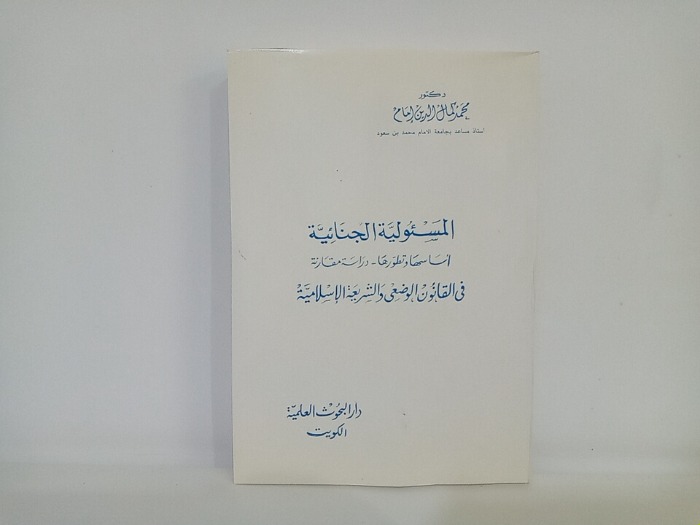 دكتور
محمد كمال الدين إمام
استاذ مساعد بجامعة الامام محمد بن سعود
المسئولية الجنائية
أساسها وتطورها - دراسة مقارنة
في القانون الوضعي والشريعة الإسلامية
دار البحوث العلمية
الكويت